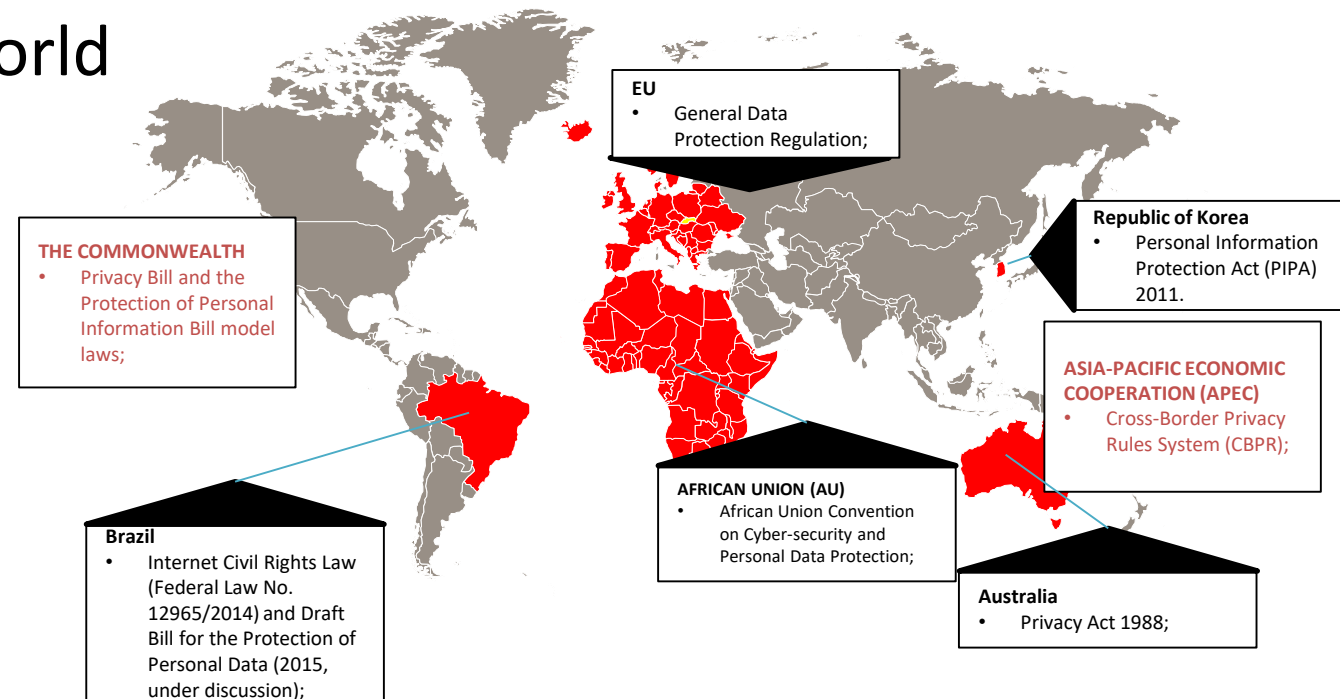 orld
EU
• General Data
Protection Regulation;
THE COMMONWEALTH
• Privacy Bill and the
Protection of Personal
Information Bill model
laws;
Republic of Korea
• Personal Information
Protection Act (PIPA)
2011.
ASIA-PACIFIC ECONOMIC
COOPERATION (APEC)
• Cross-Border Privacy
Rules System (CBPR);
AFRICAN UNION (AU)
• African Union Convention
on Cyber-security and
Personal Data Protection;
Brazil
• Internet Civil Rights Law
(Federal Law No.
12965/2014) and Draft
Bill for the Protection of
Personal Data (2015,
under discussion);
Australia
• Privacy Act 1988;